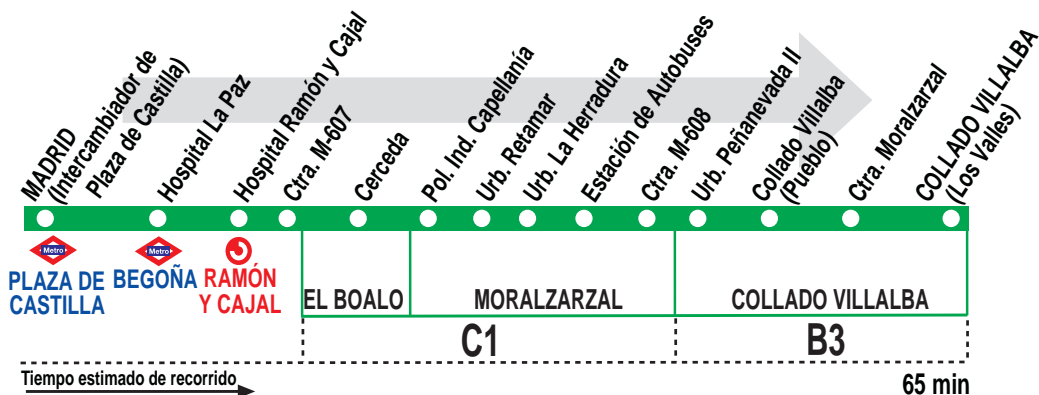 MADRID
(Intercambiador de
Plaza de Castilla)
Hospital La Paz
Hospital Ramón y Cajal
Ctra. M-607
Cerceda
Pol. Ind. Capellanía
Urb. Retamar
Urb. La Herradura
Estación de Autobuses
Ctra. M-608
Urb. Peñanevada II
Collado Villalba
(Pueblo)
Ctra. Moralzarzal
COLLADO VILLALBA
(Los Valles)
Metro
PLAZA DE
CASTILLA
Metro
BEGOÑA
RAMÓN
Y CAJAL
EL BOALO
MORALZARZAL
COLLADO VILLALBA
C1
B3
Tiempo estimado de recorrido
65 min